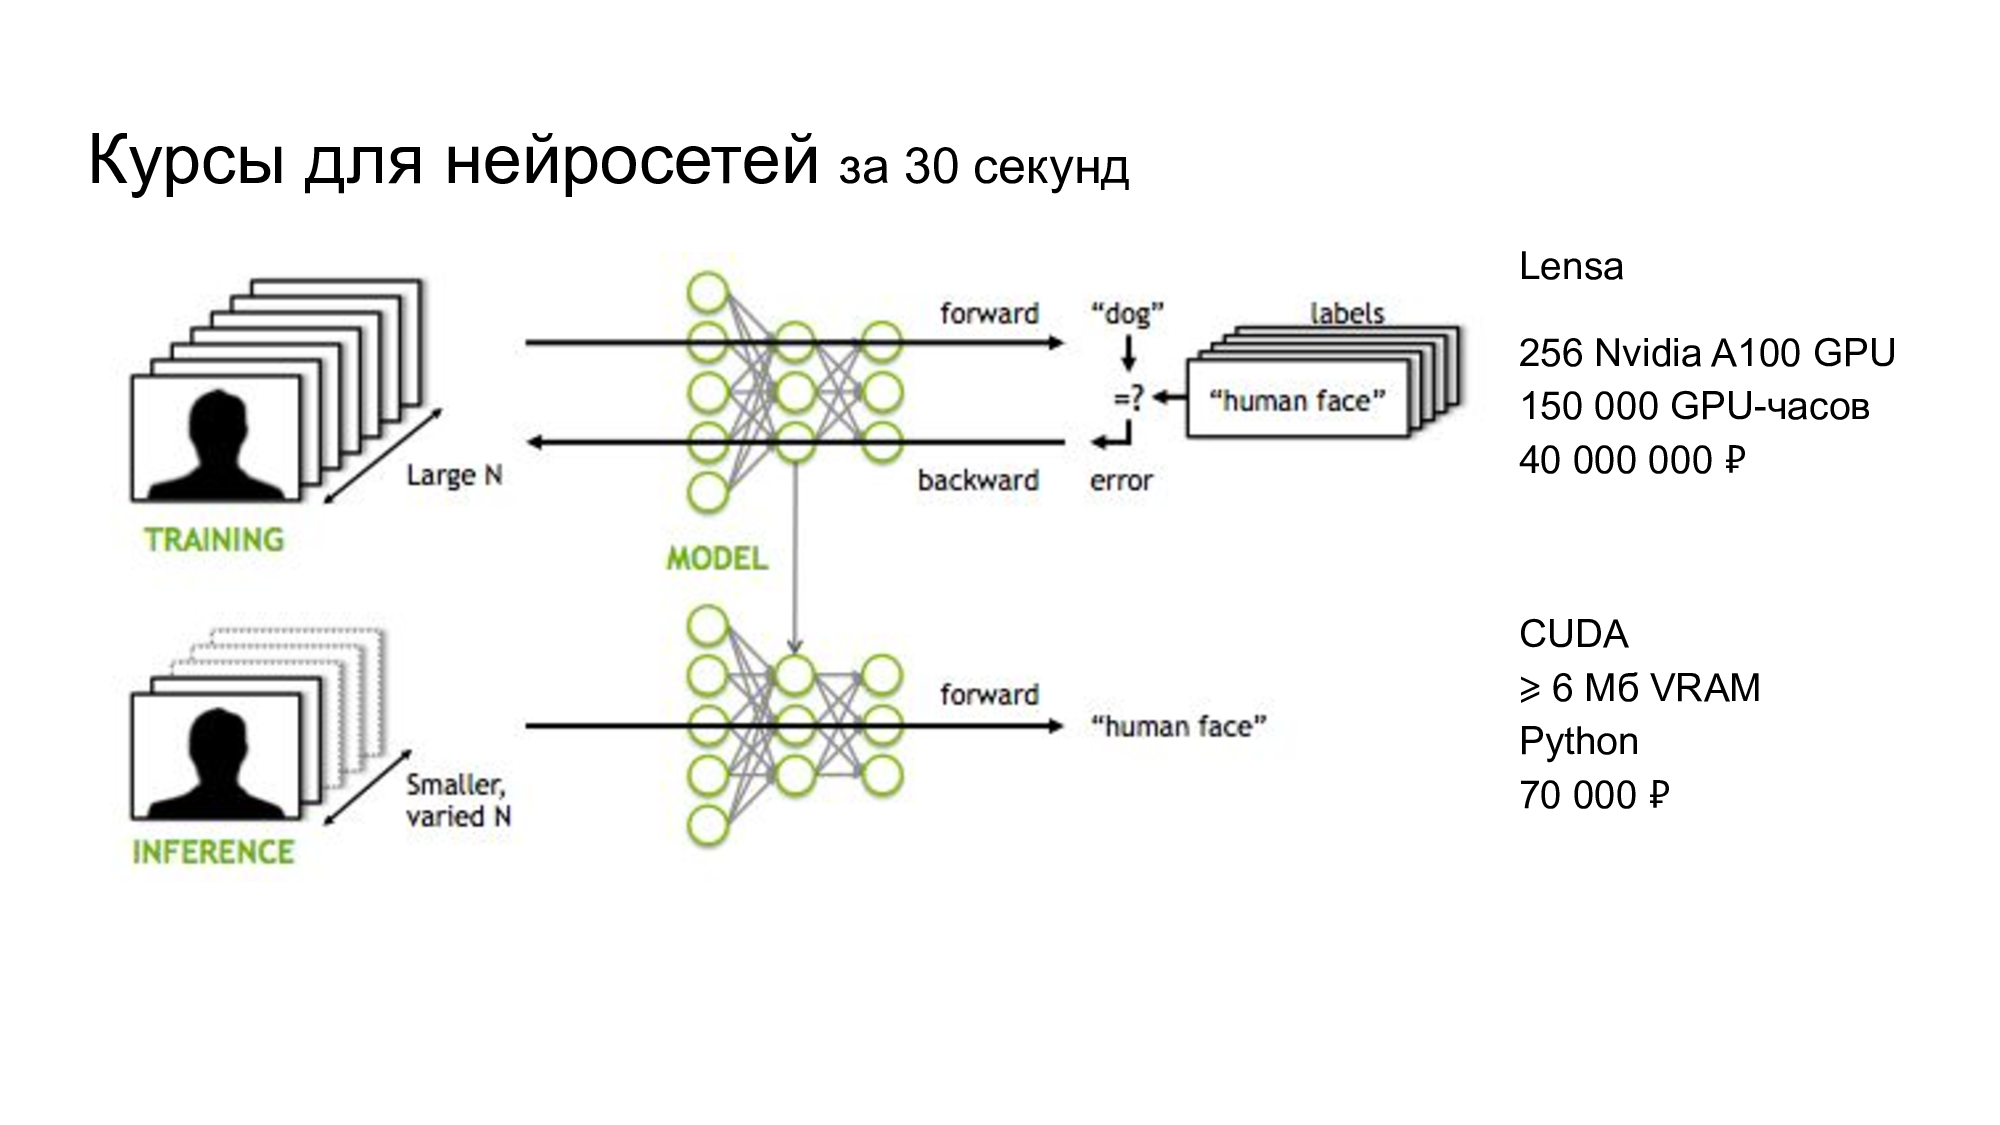 Курсы для нейросетей за 30 секунд
Lensa
256 Nvidia A100 GPU
150 000 GPU-часов
40 000 000 ₽
forward
“dog”
labels
=?
“human face”
Large N
backward
error
TRAINING
MODEL
CUDA
⩾ 6 Мб VRAM
Python
70 000 ₽
forward
“human face”
Smaller,
varied N
INFERENCE